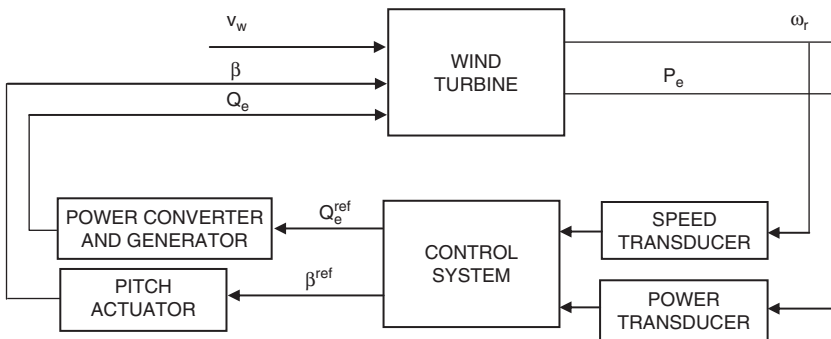 v_w
ω_r
WIND
TURBINE
β
P_e
Q_e
POWER CONVERTER
AND GENERATOR
Q_e^ref
CONTROL
SYSTEM
SPEED
TRANSDUCER
PITCH
ACTUATOR
β^ref
POWER
TRANSDUCER